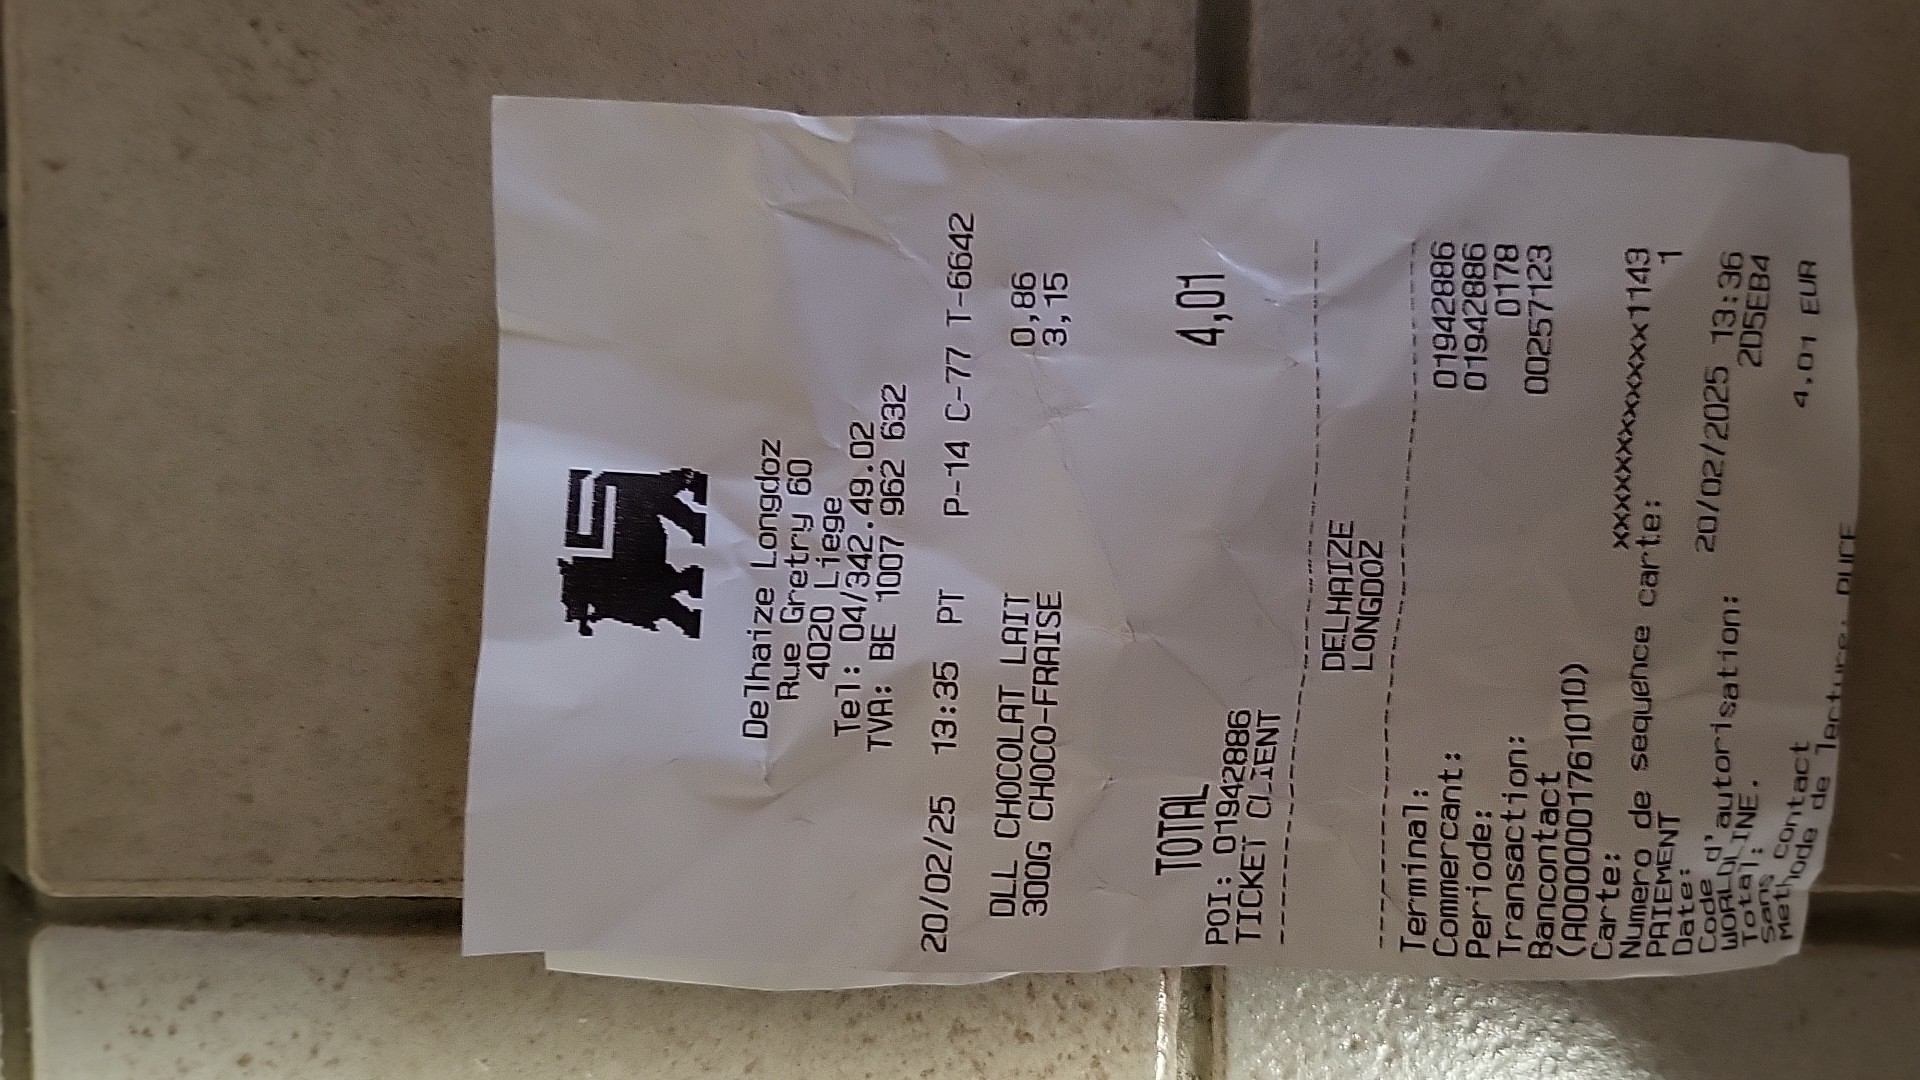 Delhaize Longdoz
Rue Gretry 60
4020 Liege
Tel: 04/342.49.02
TVA: BE 1007 962 632
20/02/25 13:35 PT P-14 C-77 T-6642
DLL CHOCOLAT LAIT 0,86
300G CHOCO-FRAISE 3,15
TOTAL 4,01
POI: 01942886
TICKET CLIENT
DELHAIZE
LONGDOZ
Terminal: 01942886
Commercant: 01942886
Periode: 0178
Transaction: 00257123
Bancontact
(A0000001761010)
Carte: xxxxxxxxxxxxx1143
Numero de sequence carte: 1
PAIEMENT
Date: 20/02/2025 13:36
Code d'autorisation: 2D5EB4
WORLDLINE.
Total: 4,01 EUR
Sans contact
Methode de lecture: PUCE